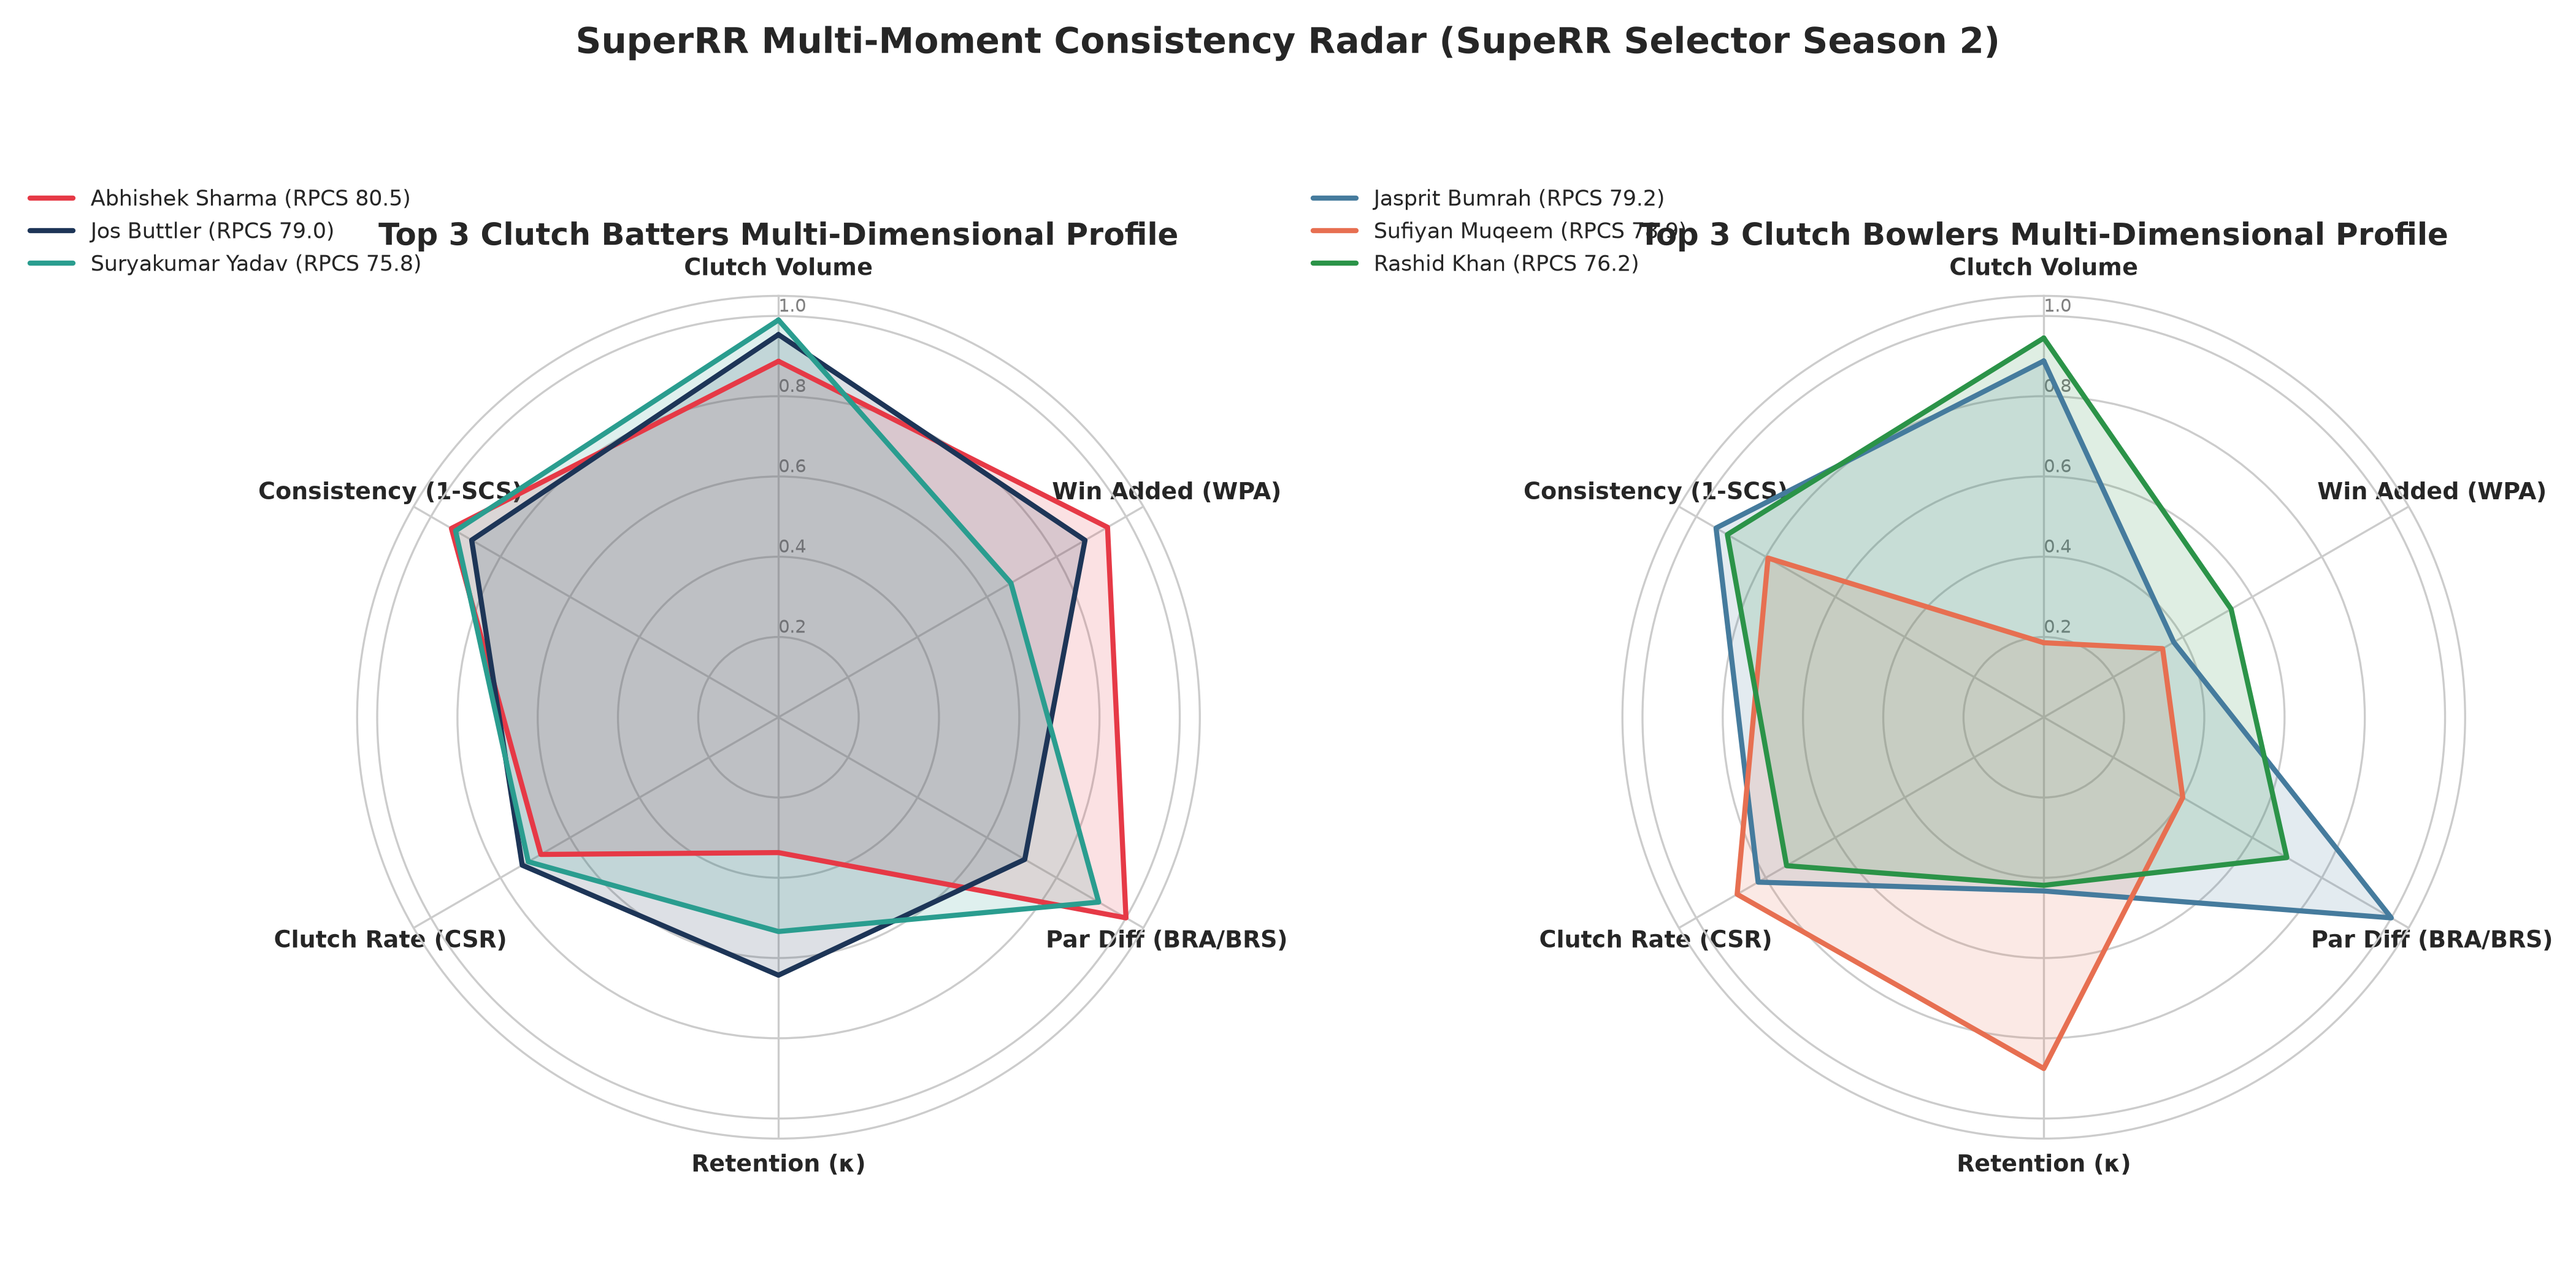 SuperRR Multi-Moment Consistency Radar (SupeRR Selector Season 2)
Abhishek Sharma (RPCS 80.5)
Jos Buttler (RPCS 79.0)
Suryakumar Yadav (RPCS 75.8)
Top 3 Clutch Batters Multi-Dimensional Profile
Clutch Volume
1.0
0.8
0.6
0.4
0.2
Consistency (1-SCS)
Win Added (WPA)
Clutch Rate (CSR)
Par Diff (BRA/BRS)
Retention (κ)
Jasprit Bumrah (RPCS 79.2)
Sufiyan Muqeem (RPCS
Rashid Khan (RPCS 76.2)
Top 3 Clutch Bowlers Multi-Dimensional Profile
Clutch Volume
1.0
0.8
0.6
0.4
0.2
Consistency (1-SCS)
Win Added (WPA)
Clutch Rate (CSR)
Par Diff (BRA/BRS)
Retention (κ)